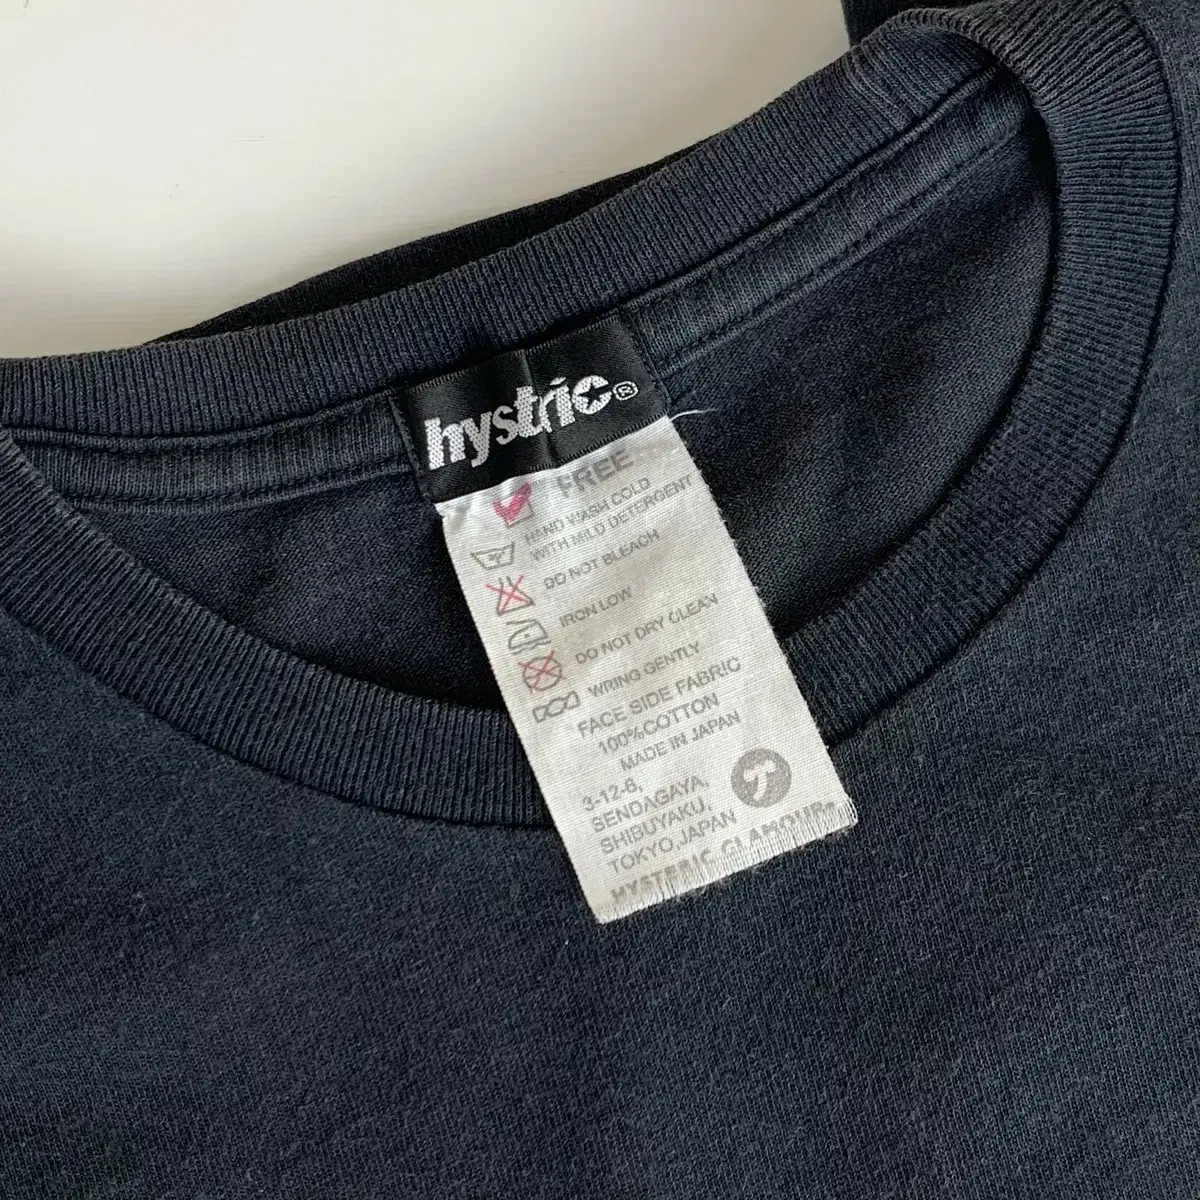 hystric®
FREE
HAND WASH COLD
WITH MILD DETERGENT
DO NOT BLEACH
IRON LOW
DO NOT DRY CLEAN
WRING GENTLY
FACE SIDE FABRIC
100%COTTON
MADE IN JAPAN
3-12-8,
SENDAGAYA,
SHIBUYAKU,
TOKYO,JAPAN
HYSTERIC GLAMOUR